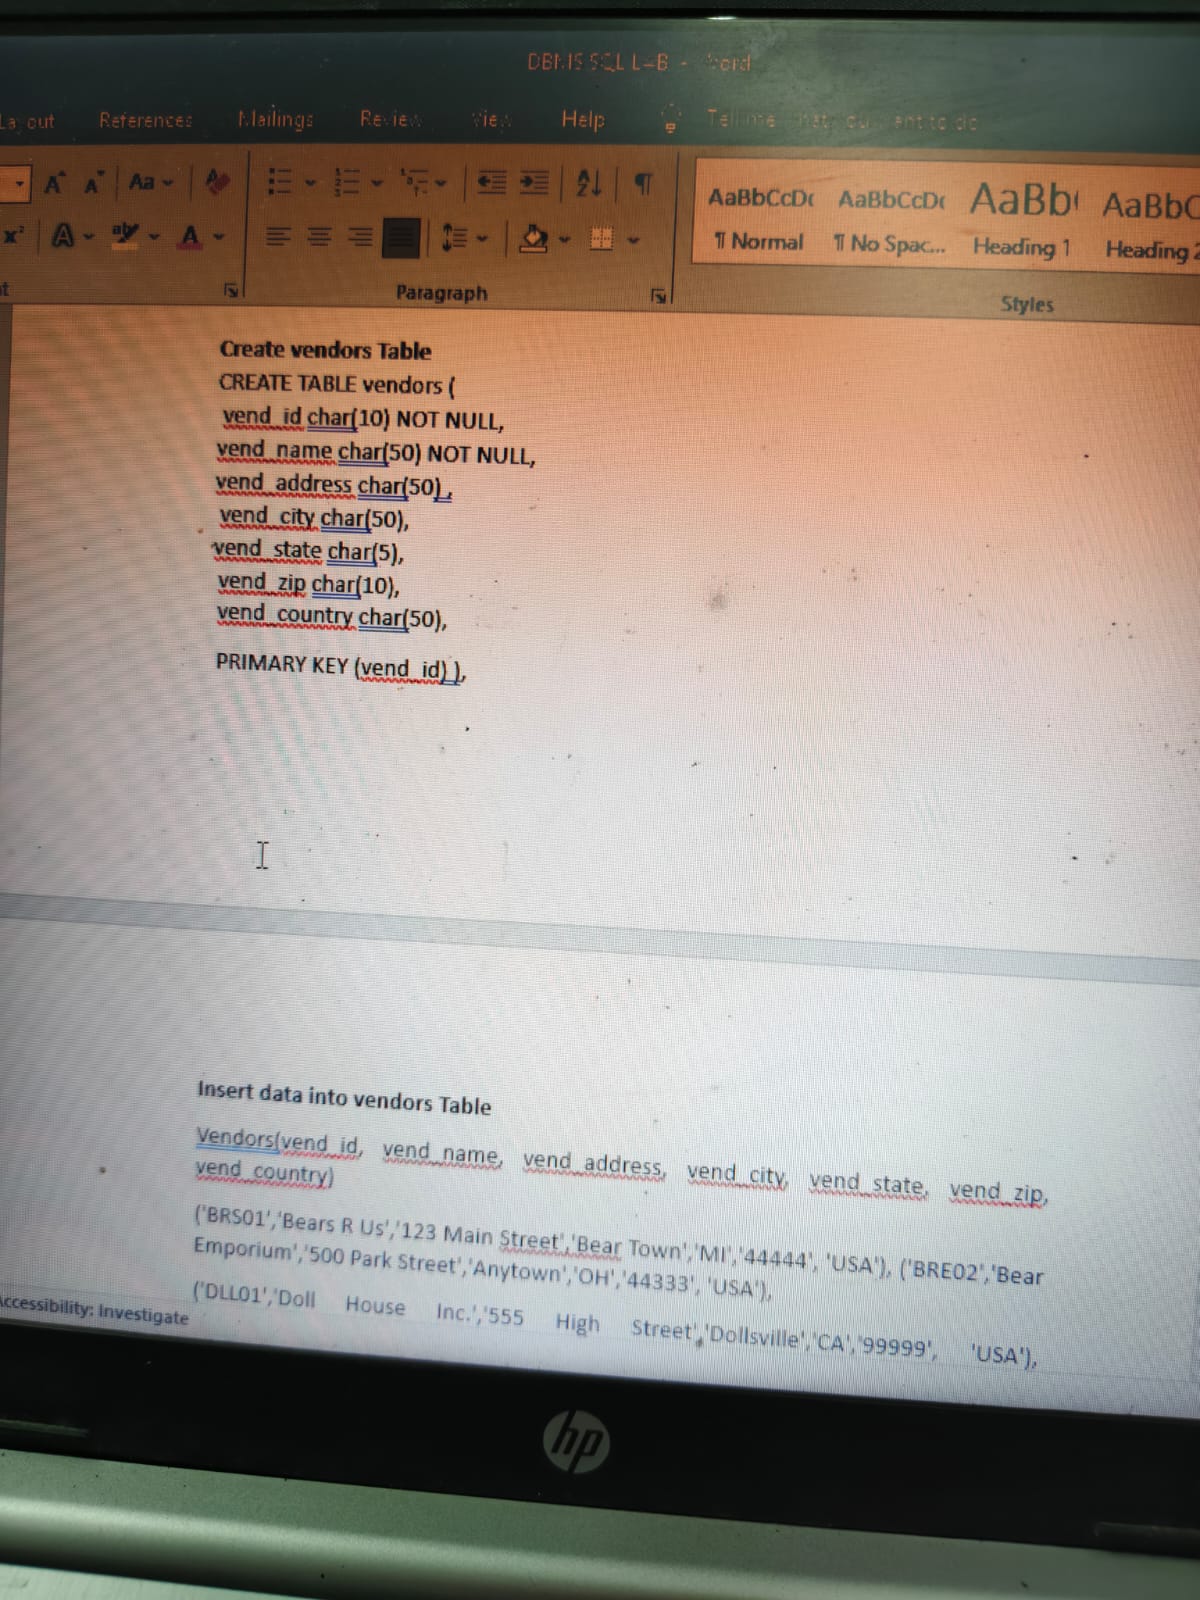 DBMS SQL LAB - Word
Layout References Mailings Review View Help Tell me what you want to do
Aa
AaBbCcDc AaBbCcDc AaBb AaBbC
¶ Normal ¶ No Spac... Heading 1 Heading 2
Paragraph Styles
Create vendors Table
CREATE TABLE vendors (
vend_id char(10) NOT NULL,
vend_name char(50) NOT NULL,
vend_address char(50) ,
vend_city char(50),
vend_state char(5),
vend_zip char(10),
vend_country char(50),
PRIMARY KEY (vend_id) ),
Insert data into vendors Table
Vendors(vend_id, vend_name, vend_address, vend_city, vend_state, vend_zip,
vend_country)
('BRS01','Bears R Us','123 Main Street','Bear Town','MI','44444', 'USA'), ('BRE02','Bear
Emporium','500 Park Street','Anytown','OH','44333', 'USA'),
('DLL01','Doll House Inc.','555 High Street','Dollsville','CA','99999', 'USA'),
Accessibility: Investigate
hp